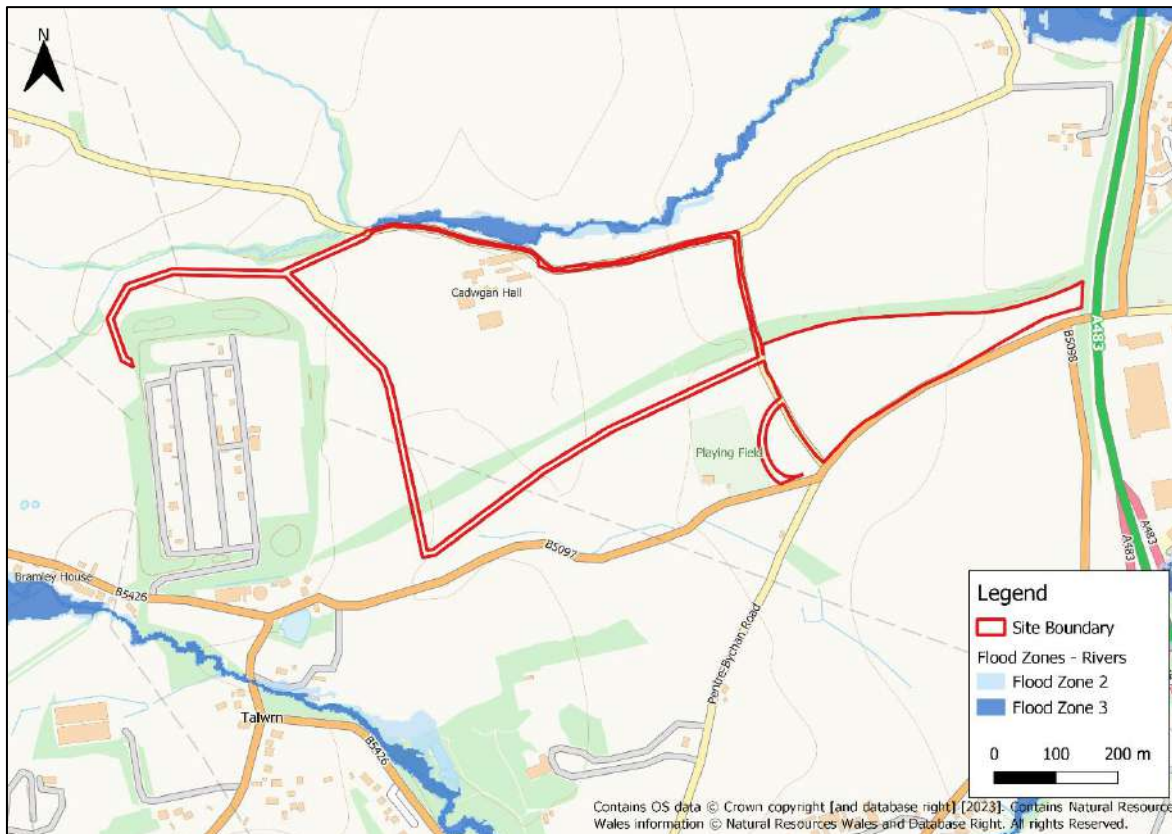 N
Cadwgan Hall
A483
B5098
Playing Field
B5097
A483
A483
Bramley House
B5426
Pentre Bychan Road
Talwrn
B5426
Legend
Site Boundary
Flood Zones - Rivers
Flood Zone 2
Flood Zone 3
0 100 200 m
Contains OS data © Crown copyright [and database right] [2023]. Contains Natural Resource
Wales information © Natural Resources Wales and Database Right. All rights Reserved.